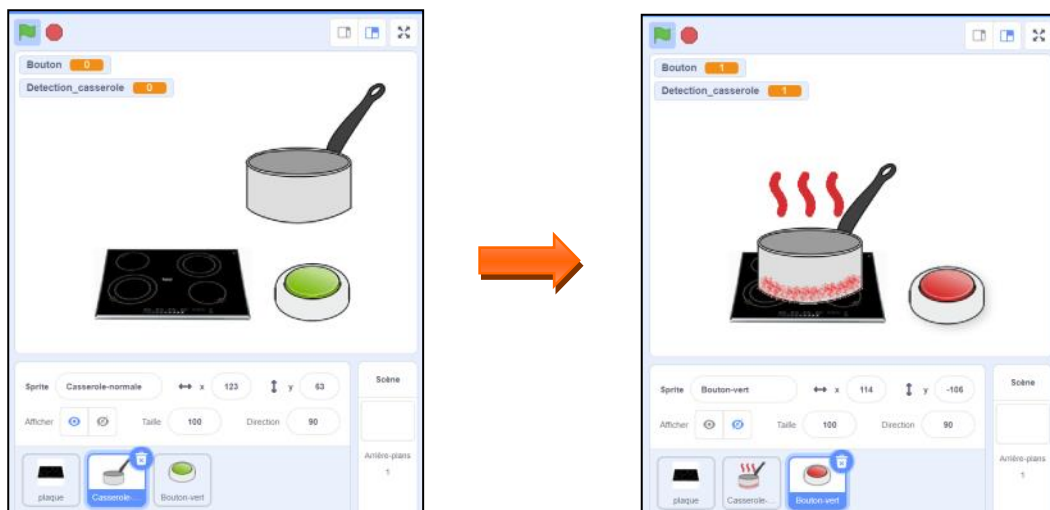 Bouton 0
Detection_casserole 0
Sprite Casserole-normale x 123 y 63
Afficher Taille 100 Direction 90
Scène
Arrière-plans
1
plaque Casserole-... Bouton-vert
Bouton 1
Detection_casserole 1
Sprite Bouton-vert x 114 y -106
Afficher Taille 100 Direction 90
Scène
Arrière-plans
1
plaque Casserole-... Bouton-vert